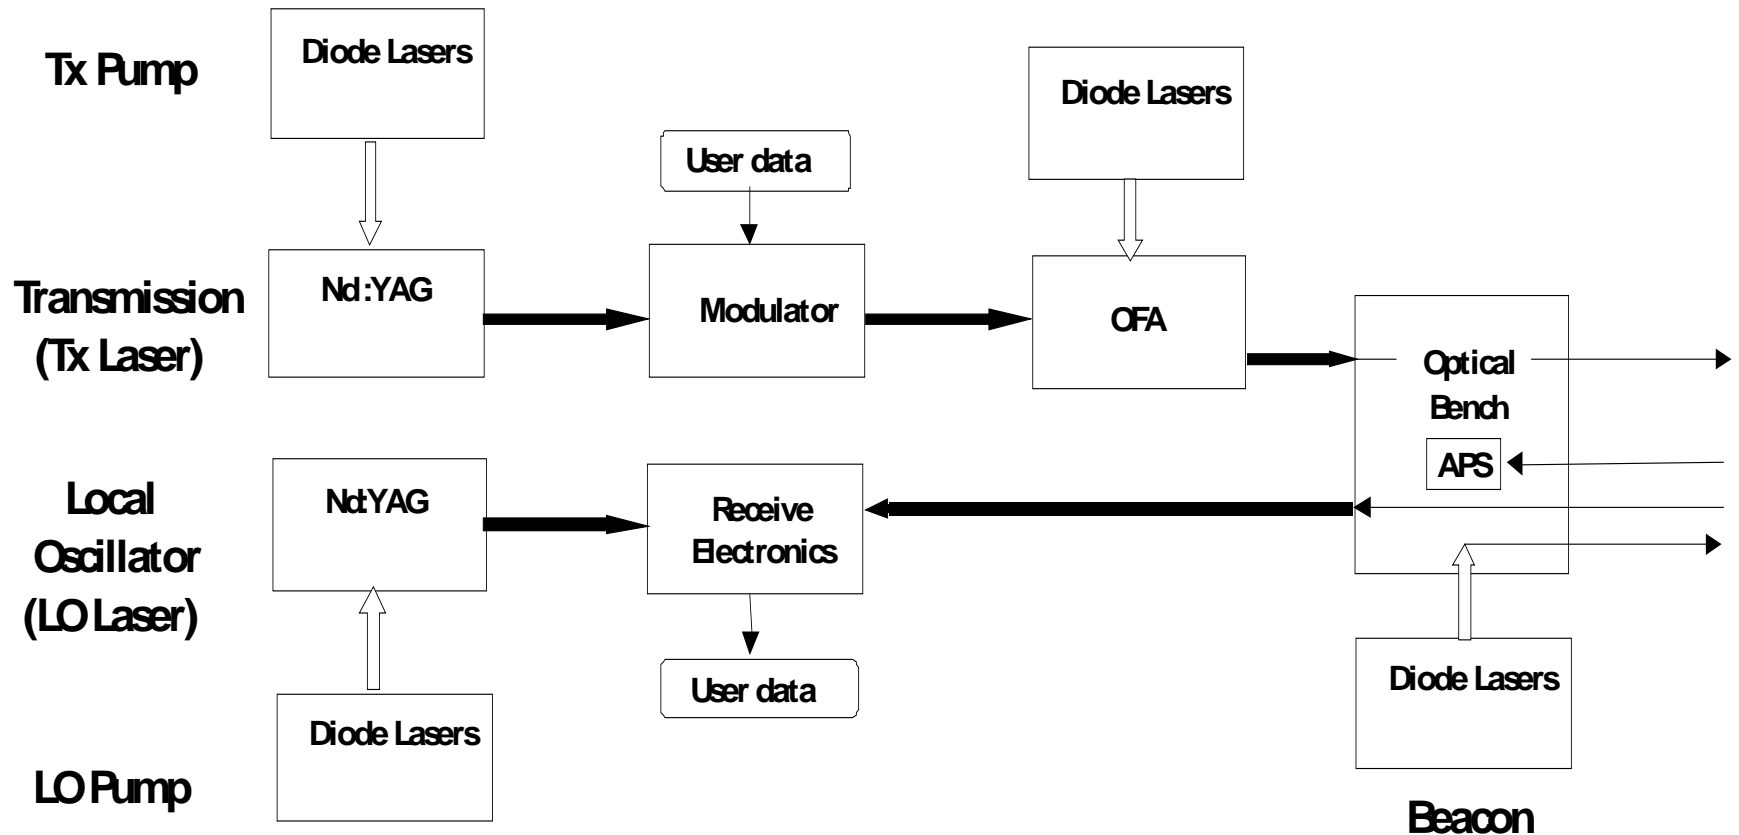 Tx Pump
Diode Lasers
Diode Lasers
User data
Transmission
(Tx Laser)
Nd:YAG
Modulator
OFA
Optical
Bench
APS
Local
Oscillator
(LO Laser)
Nd:YAG
Receive
Electronics
User data
Diode Lasers
LO Pump
Diode Lasers
Beacon